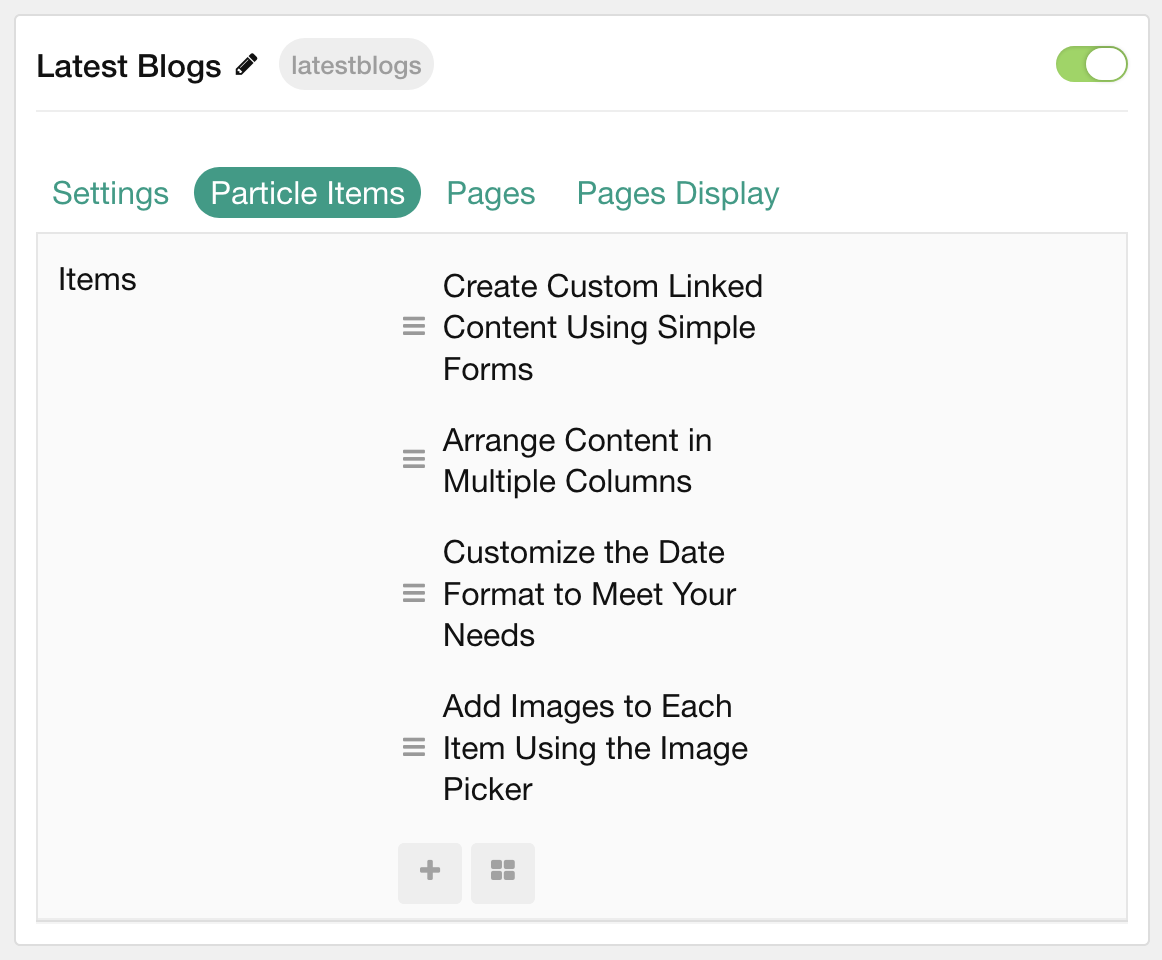 Latest Blogs latestblogs
Settings Particle Items Pages Pages Display
Items
Create Custom Linked
Content Using Simple
Forms
Arrange Content in
Multiple Columns
Customize the Date
Format to Meet Your
Needs
Add Images to Each
Item Using the Image
Picker